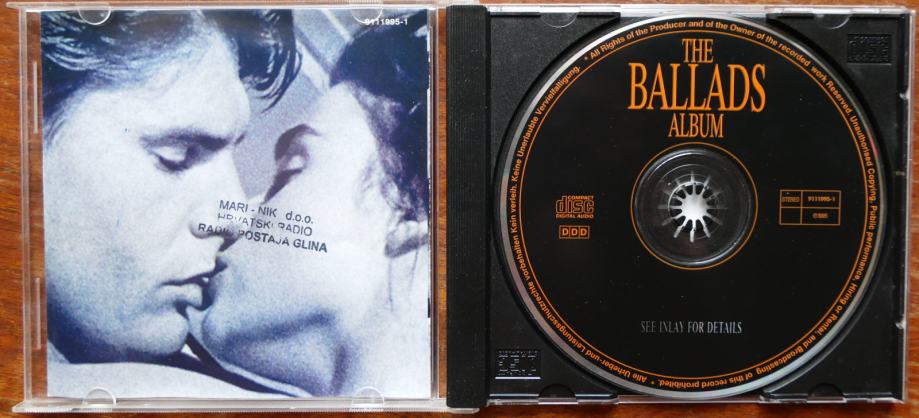 9111995-1
MARI - NIK d.o.o.
HRVATSKI RADIO
RADIO POSTAJA GLINA
THE
BALLADS
ALBUM
COMPACT
disc
DIGITAL AUDIO
DDD
STEREO
9111995-1
SEE INLAY FOR DETAILS
* All Rights of the Producer and of the Owner of the recorded work Reserved. Unauthorised Copying, Public performance, Hiring or Rental, and Broadcasting of this record prohibited. * Alle Urheber-und Leistungsschutzrechte vorbehalten Kein verleih. Keine Unerlaubte Vervielfaltigung.